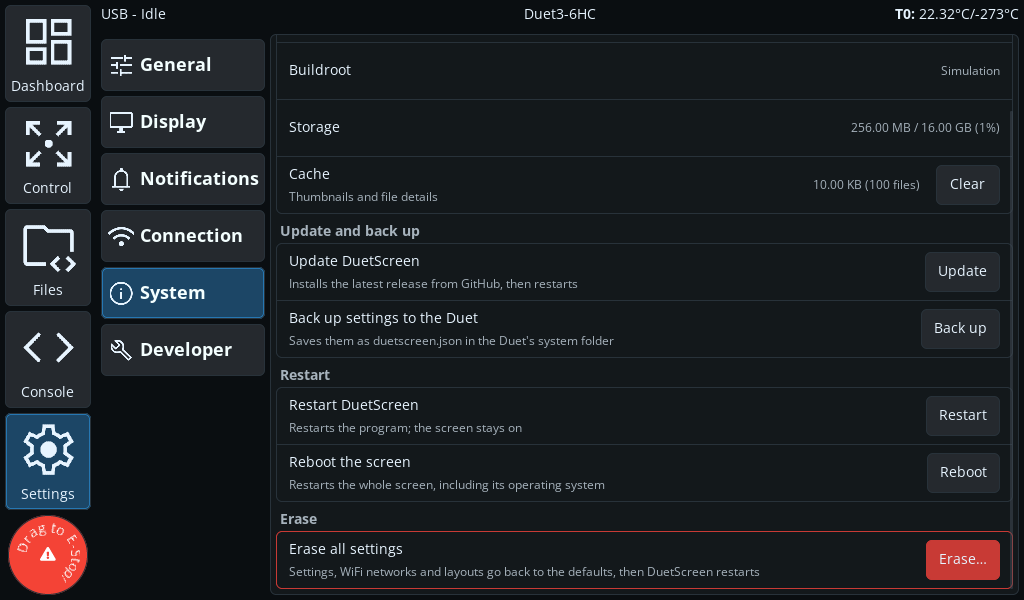 USB - Idle
Duet3-6HC
T0: 22.32°C/-273°C
Dashboard
Control
Files
Console
Settings
Drag to E-Stop!
General
Display
Notifications
Connection
System
Developer
Buildroot
Simulation
Storage
256.00 MB / 16.00 GB (1%)
Cache
Thumbnails and file details
10.00 KB (100 files)
Clear
Update and back up
Update DuetScreen
Installs the latest release from GitHub, then restarts
Update
Back up settings to the Duet
Saves them as duetscreen.json in the Duet's system folder
Back up
Restart
Restart DuetScreen
Restarts the program; the screen stays on
Restart
Reboot the screen
Restarts the whole screen, including its operating system
Reboot
Erase
Erase all settings
Settings, WiFi networks and layouts go back to the defaults, then DuetScreen restarts
Erase...